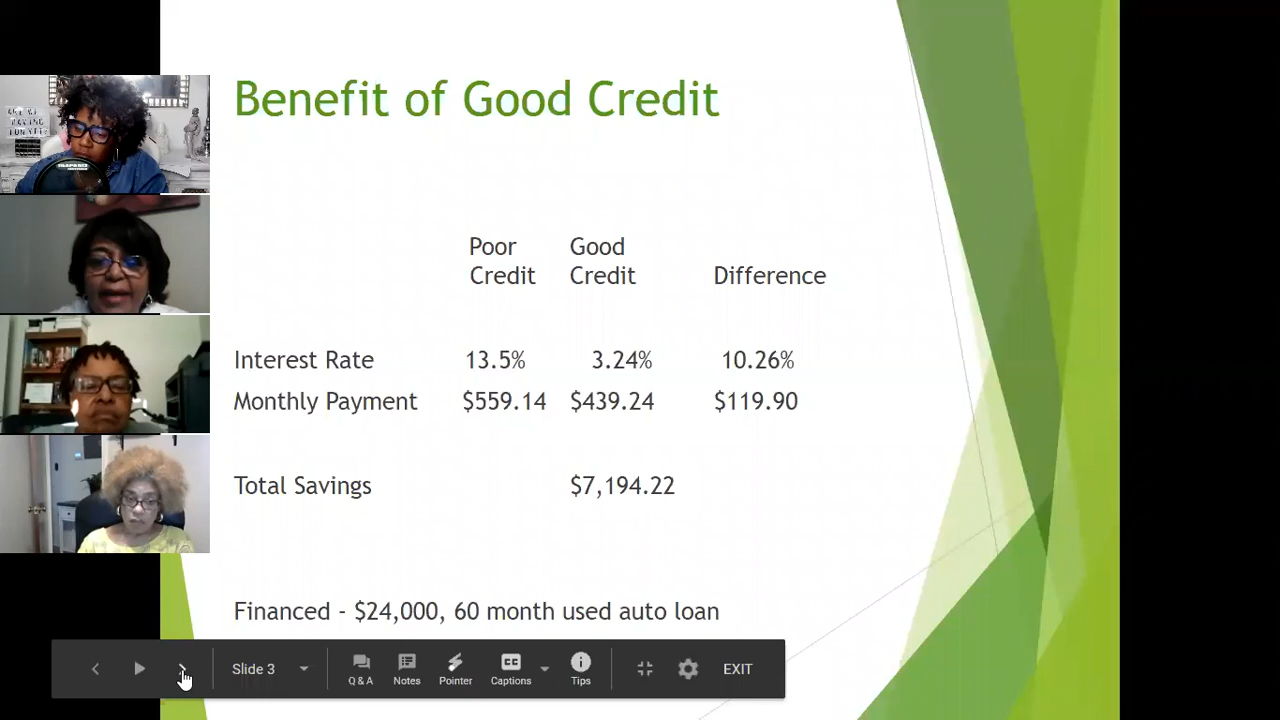 Benefit of Good Credit
Poor Credit Good Credit Difference
Interest Rate 13.5% 3.24% 10.26%
Monthly Payment $559.14 $439.24 $119.90
Total Savings $7,194.22
Financed - $24,000, 60 month used auto loan
Slide 3 Q & A Notes Pointer Captions Tips EXIT